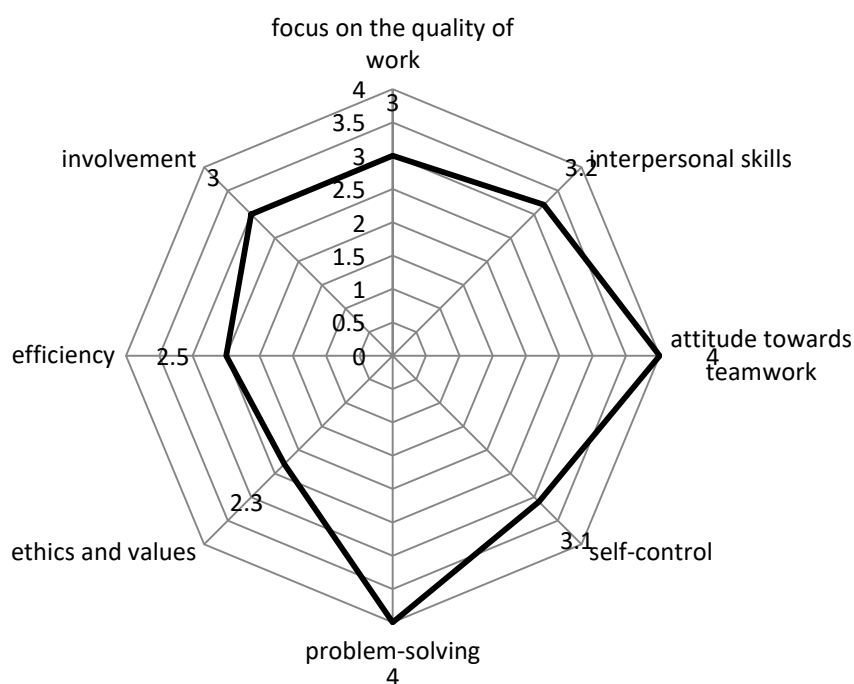 focus on the quality of
work
4
3
3.5
3
2.5
2
1.5
1
0.5
0
3.2
interpersonal skills
attitude towards
4
teamwork
3.1
self-control
problem-solving
4
2.3
ethics and values
2.5
efficiency
3
involvement